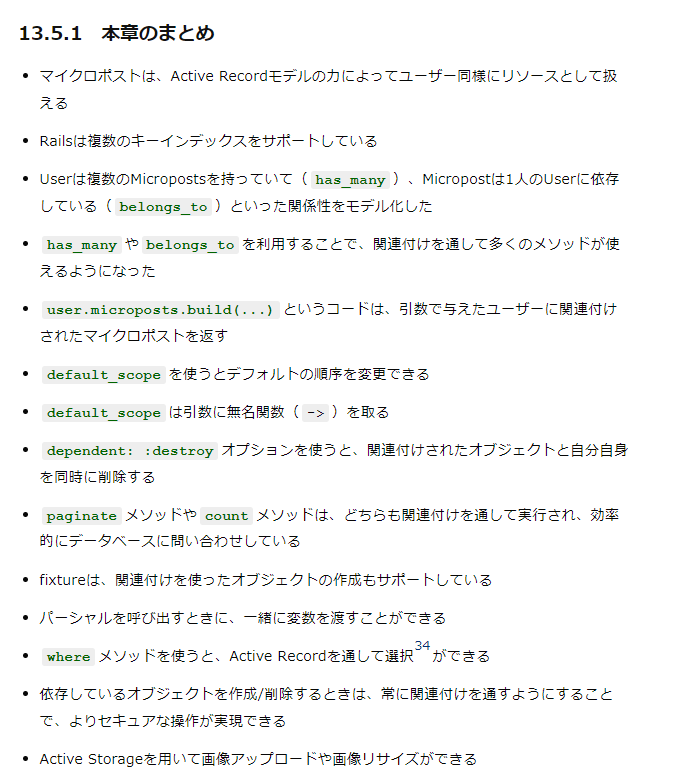 13.5.1 本章のまとめ
マイクロポストは、Active Recordモデルの力によってユーザー同様にリソースとして扱
える
Railsは複数のキーインデックスをサポートしている
Userは複数のMicropostsを持っていて（ has_many ）、Micropostは1人のUserに依存
している（ belongs_to ）といった関係性をモデル化した
has_many や belongs_to を利用することで、関連付けを通して多くのメソッドが使
えるようになった
user.microposts.build(...) というコードは、引数で与えたユーザーに関連付け
されたマイクロポストを返す
default_scope を使うとデフォルトの順序を変更できる
default_scope は引数に無名関数（ -> ）を取る
dependent: :destroy オプションを使うと、関連付けされたオブジェクトと自分自身
を同時に削除する
paginate メソッドや count メソッドは、どちらも関連付けを通して実行され、効率
的にデータベースに問い合わせしている
fixtureは、関連付けを使ったオブジェクトの作成もサポートしている
パーシャルを呼び出すときに、一緒に変数を渡すことができる
where メソッドを使うと、Active Recordを通して選択34ができる
依存しているオブジェクトを作成/削除するときは、常に関連付けを通すようにすること
で、よりセキュアな操作が実現できる
Active Storageを用いて画像アップロードや画像リサイズができる